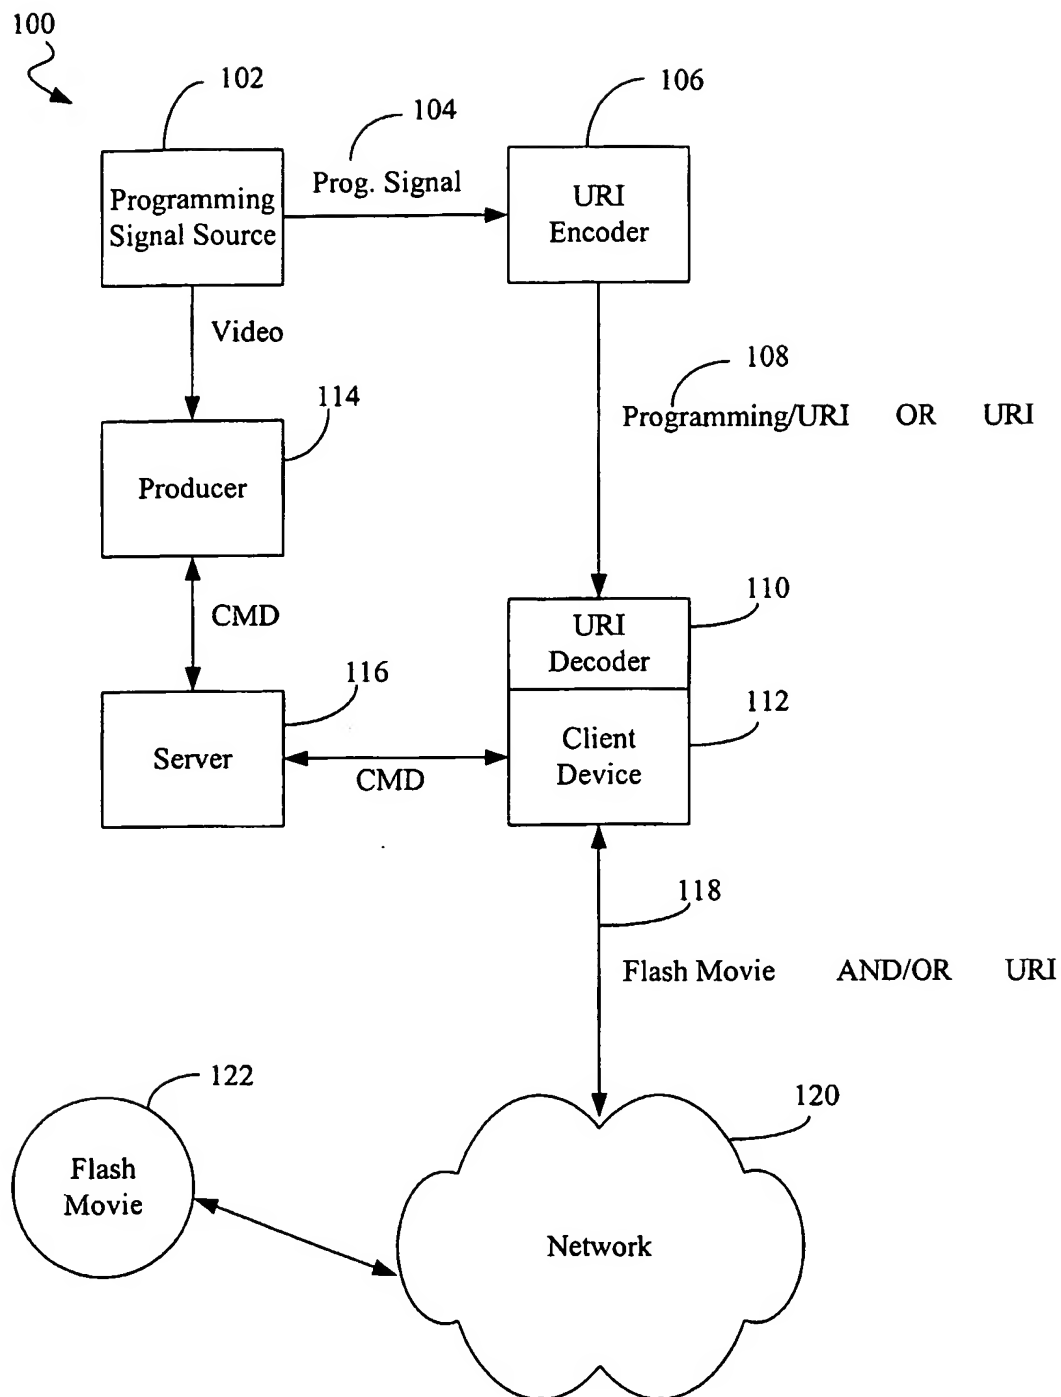 100
102
104
106
Prog. Signal
Programming
Signal Source
URI
Encoder
Video
108
Programming/URI OR URI
114
Producer
CMD
110
URI
Decoder
116
112
Server
CMD
Client
Device
118
Flash Movie AND/OR URI
122
120
Flash
Movie
Network